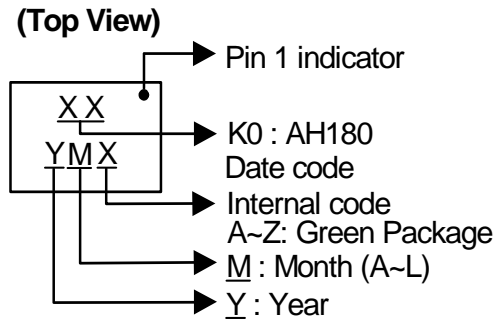 (Top View)
Pin 1 indicator
XX
K0 : AH180
Date code
YMX
Internal code
A~Z: Green Package
M : Month (A~L)
Y : Year